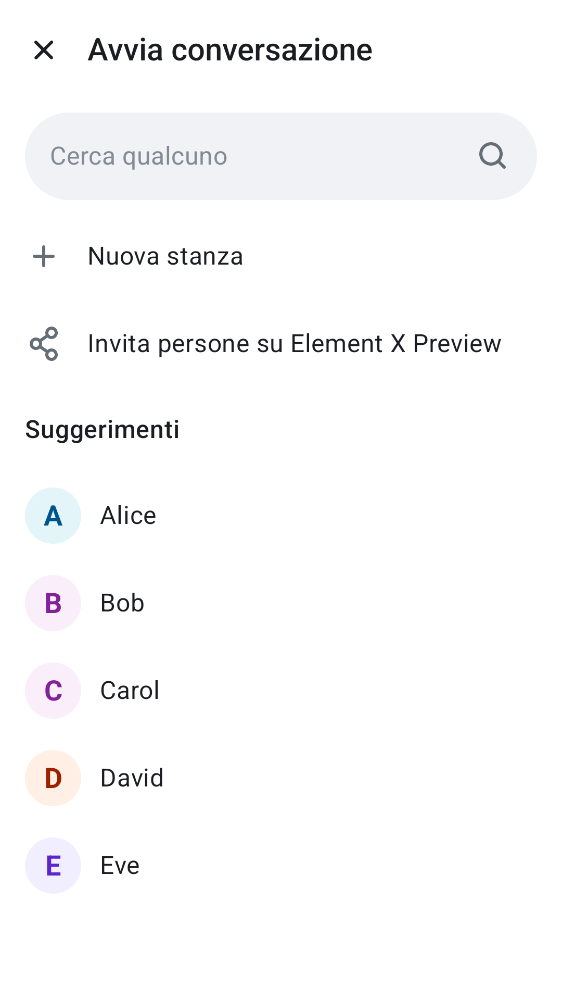 Avvia conversazione
Cerca qualcuno
Nuova stanza
Invita persone su Element X Preview
Suggerimenti
A Alice
B Bob
C Carol
D David
E Eve